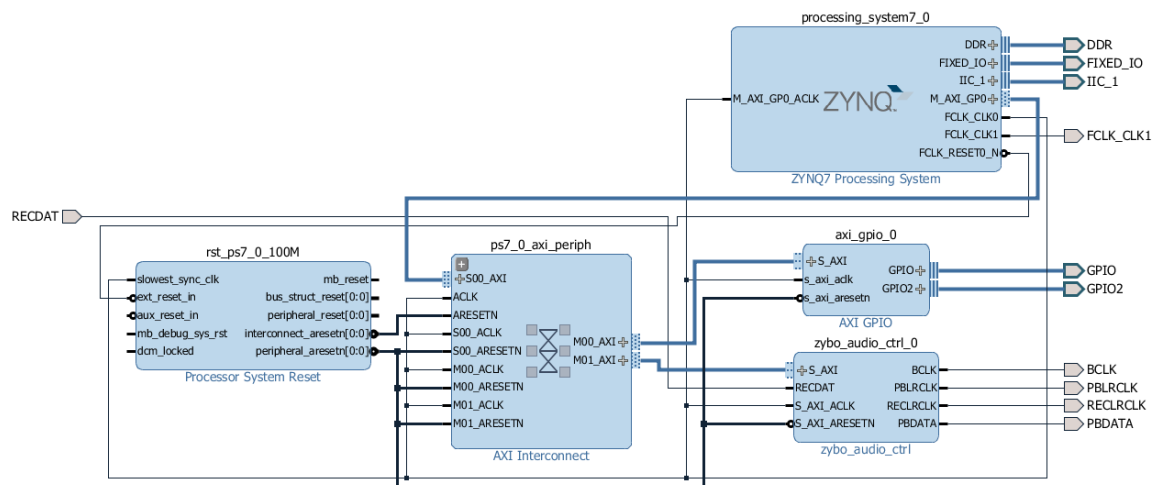 processing_system7_0
DDR
FIXED_IO
IIC_1
M_AXI_GP0_ACLK
ZYNQ
M_AXI_GP0
FCLK_CLK0
FCLK_CLK1
FCLK_RESET0_N
ZYNQ7 Processing System
DDR
FIXED_IO
IIC_1
FCLK_CLK1
RECDAT
rst_ps7_0_100M
slowest_sync_clk
ext_reset_in
aux_reset_in
mb_debug_sys_rst
dcm_locked
mb_reset
bus_struct_reset[0:0]
peripheral_reset[0:0]
interconnect_aresetn[0:0]
peripheral_aresetn[0:0]
Processor System Reset
ps7_0_axi_periph
S00_AXI
ACLK
ARESETN
S00_ACLK
S00_ARESETN
M00_ACLK
M00_ARESETN
M01_ACLK
M01_ARESETN
M00_AXI
M01_AXI
AXI Interconnect
axi_gpio_0
S_AXI
s_axi_aclk
s_axi_aresetn
GPIO
GPIO2
AXI GPIO
GPIO
GPIO2
zybo_audio_ctrl_0
S_AXI
RECDAT
S_AXI_ACLK
S_AXI_ARESETN
BCLK
PBLRCLK
RECLRCLK
PBDATA
zybo_audio_ctrl
BCLK
PBLRCLK
RECLRCLK
PBDATA